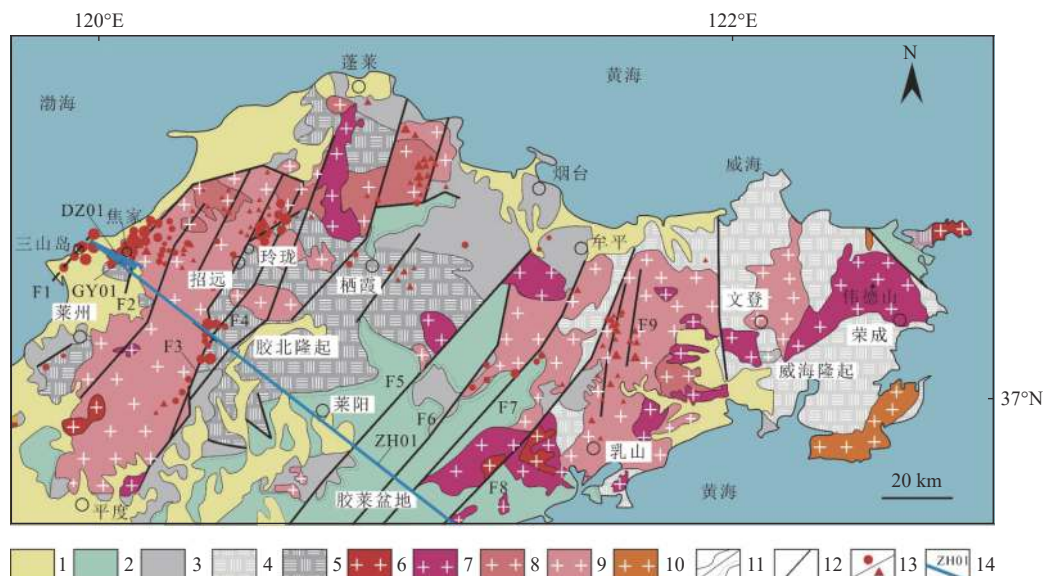 120°E
122°E
蓬莱
黄海
N
渤海
烟台
威海
DZ01
焦家
三山岛
牟平
玲珑
招远
栖霞
F1
GY01
F2
文登
伟德山
莱州
F4
F9
荣成
胶北隆起
F3
威海隆起
F5
莱阳
F6
F7
37°N
ZH01
乳山
F8
胶莱盆地
黄海
20 km
平度
1
2
3
4
5
6
7
8
9
10
11
12
13
ZH01
14